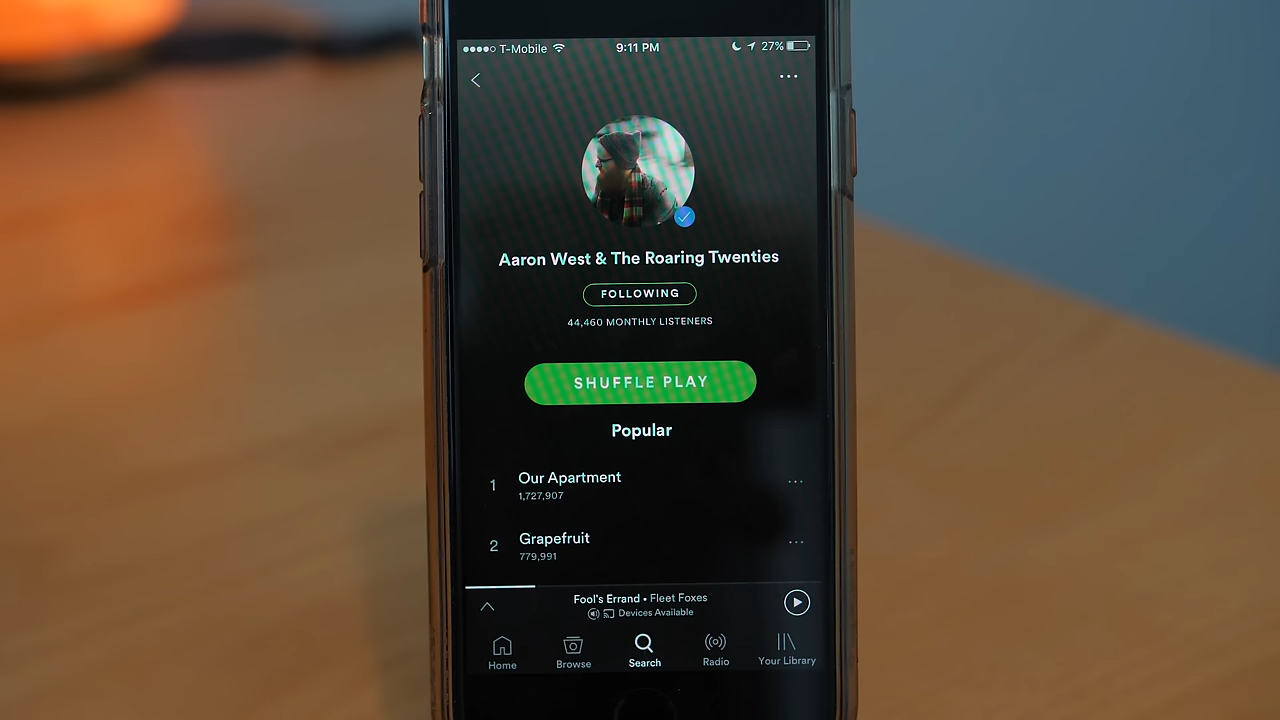 T-Mobile 9:11 PM 27%
Aaron West & The Roaring Twenties
FOLLOWING
44,460 MONTHLY LISTENERS
SHUFFLE PLAY
Popular
1 Our Apartment
1,727,907
2 Grapefruit
779,991
Fool's Errand • Fleet Foxes
Devices Available
Home Browse Search Radio Your Library